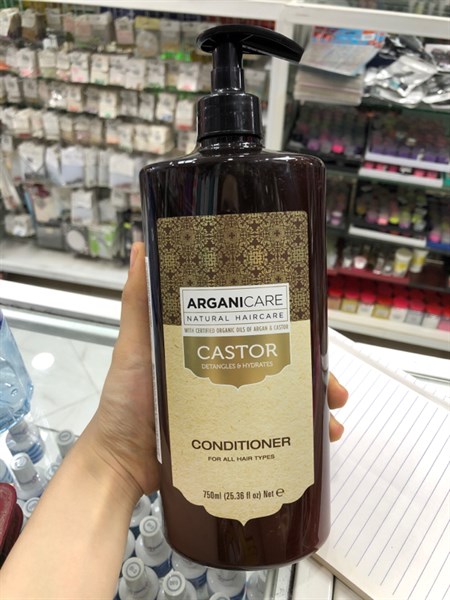 ARGANICARE
NATURAL HAIRCARE
WITH CERTIFIED ORGANIC OILS OF ARGAN & CASTOR
CASTOR
DETANGLES & HYDRATES
CONDITIONER
FOR ALL HAIR TYPES
750ml (25.36 fl oz) Net ℮